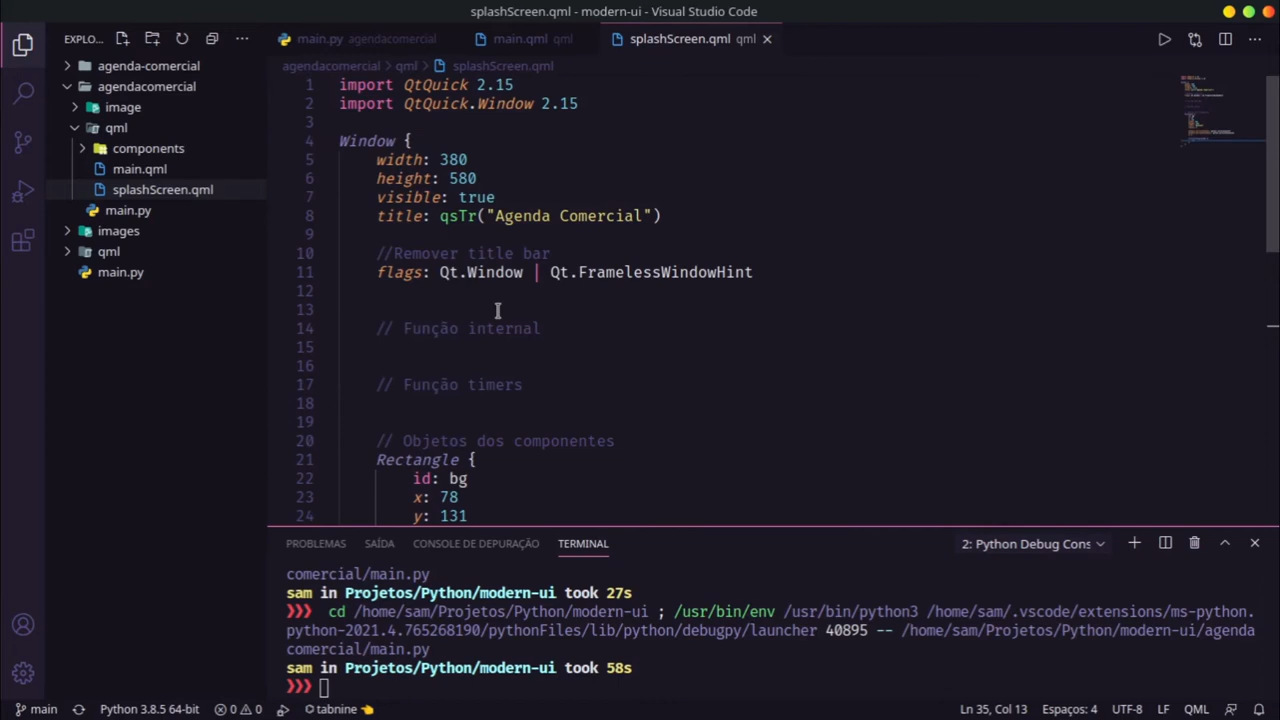 splashScreen.qml - modern-ui - Visual Studio Code
EXPLO...
main.py agendacomercial
main.qml qml
splashScreen.qml qml
agenda-comercial
agendacomercial
image
qml
components
main.qml
splashScreen.qml
main.py
images
qml
main.py
agendacomercial > qml > splashScreen.qml
1 import QtQuick 2.15
2 import QtQuick.Window 2.15
3
4 Window {
5 width: 380
6 height: 580
7 visible: true
8 title: qsTr("Agenda Comercial")
9
10 //Remover title bar
11 flags: Qt.Window | Qt.FramelessWindowHint
12
13
14 // Função internal
15
16
17 // Função timers
18
19
20 // Objetos dos componentes
21 Rectangle {
22 id: bg
23 x: 78
24 y: 131
PROBLEMAS SAÍDA CONSOLE DE DEPURAÇÃO TERMINAL 2: Python Debug Cons
comercial/main.py
sam in Projetos/Python/modern-ui took 27s
❯❯❯ cd /home/sam/Projetos/Python/modern-ui ; /usr/bin/env /usr/bin/python3 /home/sam/.vscode/extensions/ms-python.
python-2021.4.765268190/pythonFiles/lib/python/debugpy/launcher 40895 -- /home/sam/Projetos/Python/modern-ui/agenda
comercial/main.py
sam in Projetos/Python/modern-ui took 58s
❯❯❯
main Python 3.8.5 64-bit 0 0 tabnine Ln 35, Col 13 Espaços: 4 UTF-8 LF QML